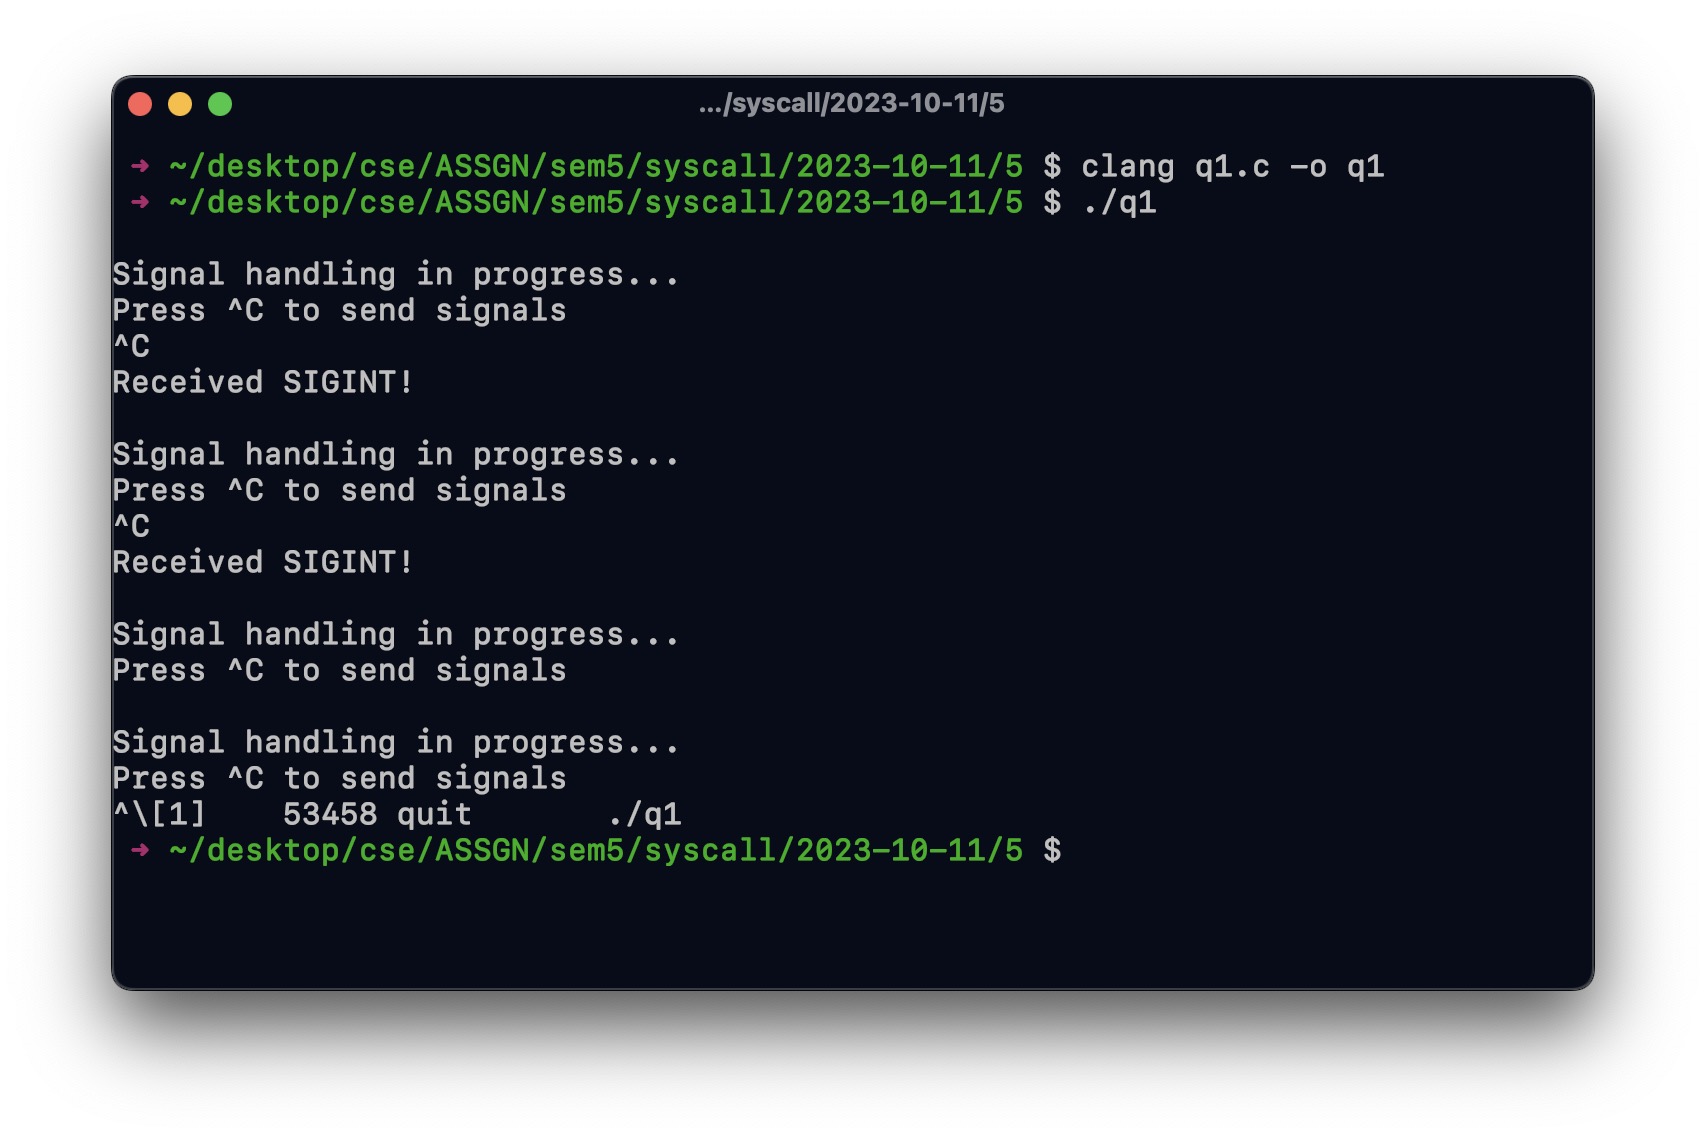 .../syscall/2023-10-11/5
➜ ~/desktop/cse/ASSGN/sem5/syscall/2023-10-11/5 $ clang q1.c -o q1
➜ ~/desktop/cse/ASSGN/sem5/syscall/2023-10-11/5 $ ./q1
Signal handling in progress...
Press ^C to send signals
^C
Received SIGINT!
Signal handling in progress...
Press ^C to send signals
^C
Received SIGINT!
Signal handling in progress...
Press ^C to send signals
Signal handling in progress...
Press ^C to send signals
^\[1]    53458 quit       ./q1
➜ ~/desktop/cse/ASSGN/sem5/syscall/2023-10-11/5 $